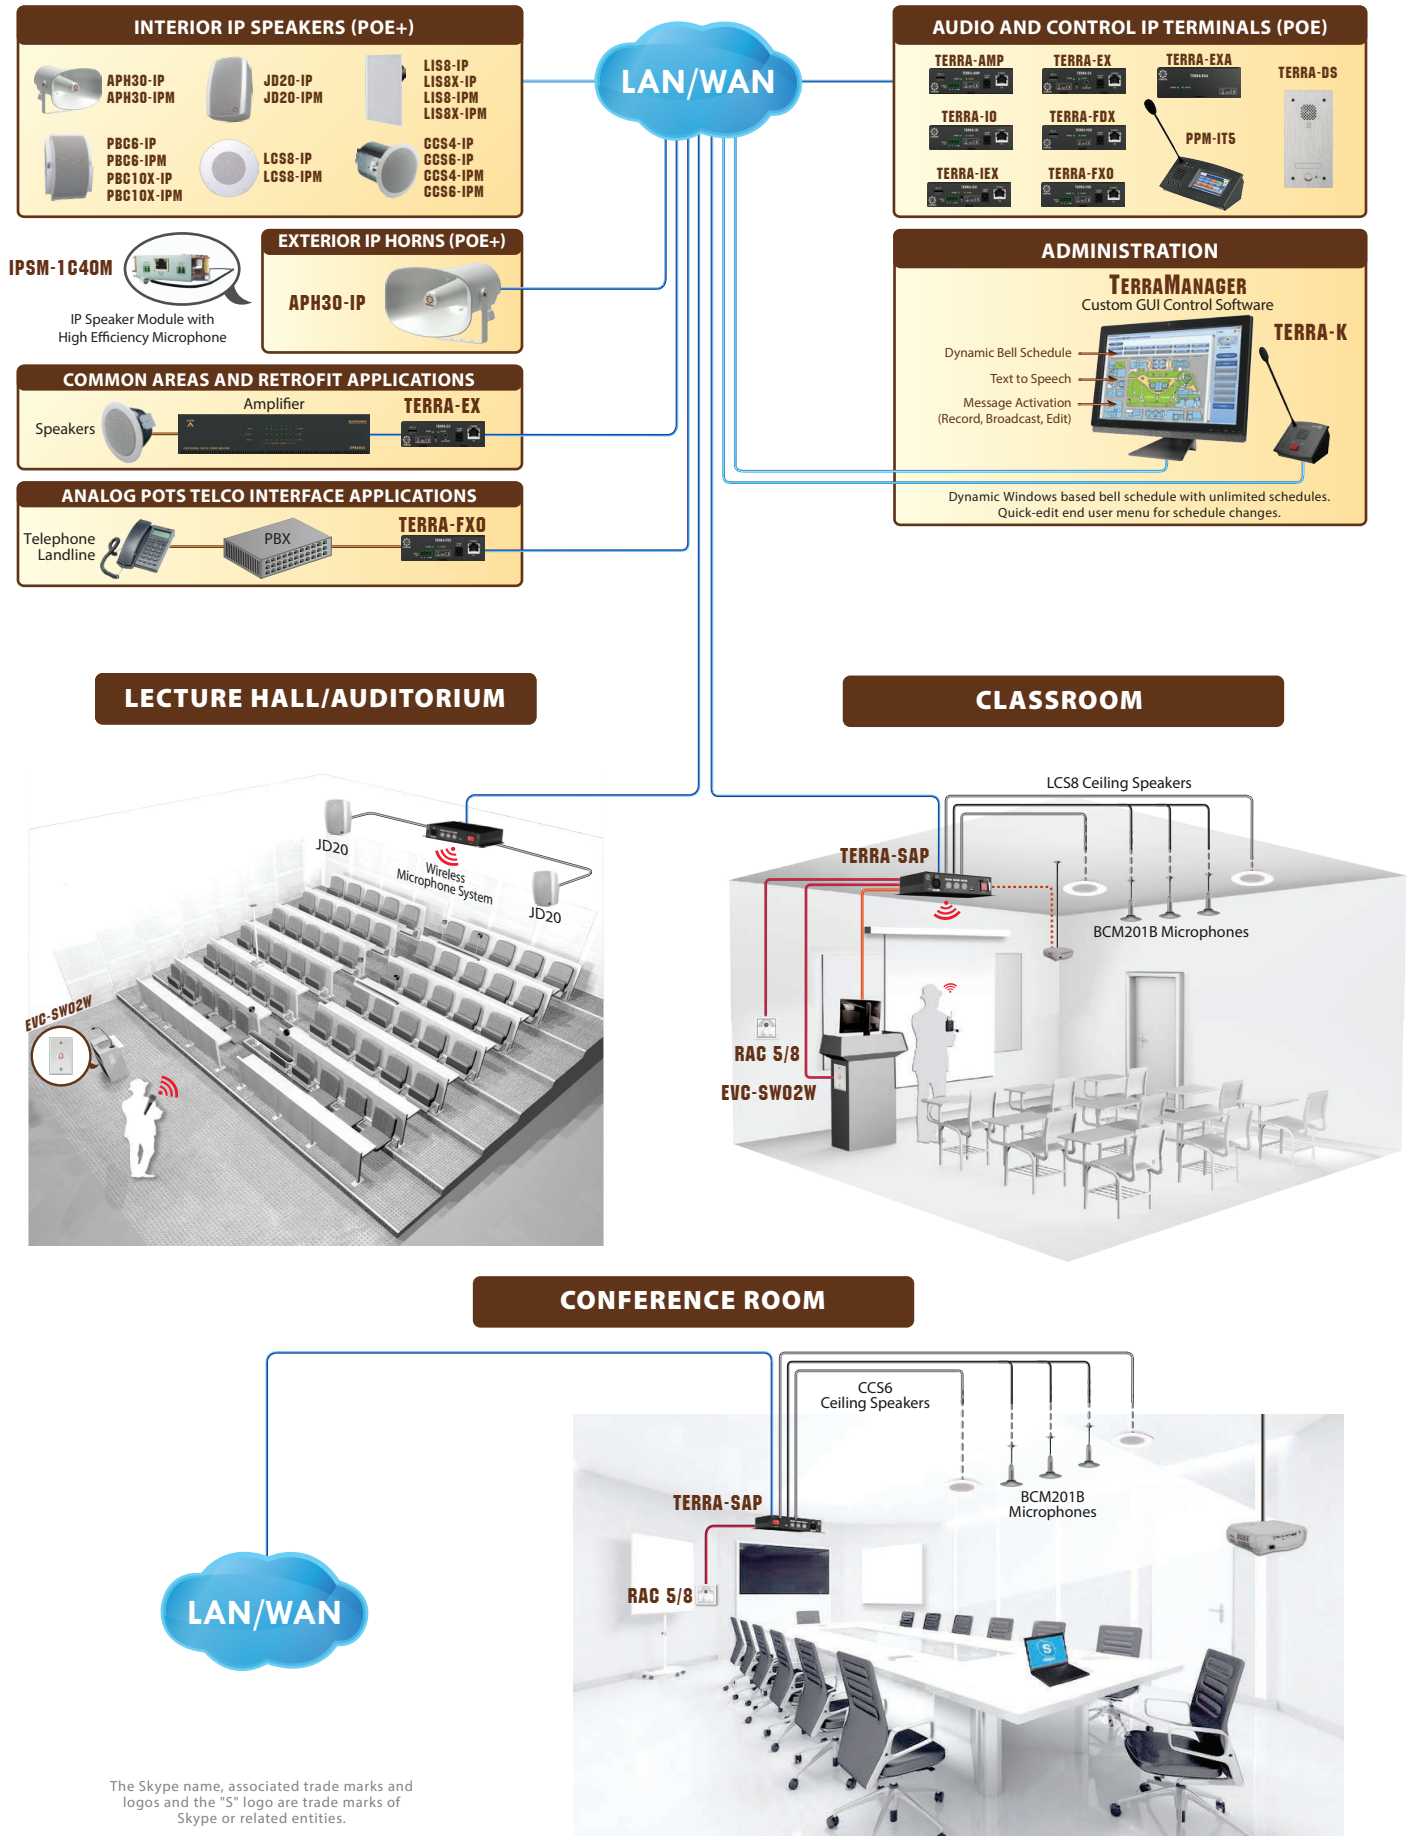 INTERIOR IP SPEAKERS (POE+)
APH30-IP
APH30-IPM
JD20-IP
JD20-IPM
LIS8-IP
LIS8X-IP
LIS8-IPM
LIS8X-IPM
PBC6-IP
PBC6-IPM
PBC10X-IP
PBC10X-IPM
LCS8-IP
LCS8-IPM
CCS4-IP
CCS6-IP
CCS4-IPM
CCS6-IPM
LAN/WAN
AUDIO AND CONTROL IP TERMINALS (POE)
TERRA-AMP
TERRA-EX
TERRA-EXA
TERRA-DS
TERRA-IO
TERRA-FDX
PPM-IT5
TERRA-IEX
TERRA-FXO
IPSM-1C40M
IP Speaker Module with
High Efficiency Microphone
EXTERIOR IP HORNS (POE+)
APH30-IP
ADMINISTRATION
TERRAMANAGER
Custom GUI Control Software
TERRA-K
Dynamic Bell Schedule
Text to Speech
Message Activation
(Record, Broadcast, Edit)
Dynamic Windows based bell schedule with unlimited schedules.
Quick-edit end user menu for schedule changes.
COMMON AREAS AND RETROFIT APPLICATIONS
Speakers
Amplifier
TERRA-EX
ANALOG POTS TELCO INTERFACE APPLICATIONS
Telephone
Landline
PBX
TERRA-FXO
LECTURE HALL/AUDITORIUM
JD20
Wireless
Microphone System
JD20
EVC-SW02W
CLASSROOM
LCS8 Ceiling Speakers
TERRA-SAP
BCM201B Microphones
RAC 5/8
EVC-SW02W
CONFERENCE ROOM
CCS6
Ceiling Speakers
TERRA-SAP
BCM201B
Microphones
RAC 5/8
LAN/WAN
S
The Skype name, associated trade marks and
logos and the "S" logo are trade marks of
Skype or related entities.